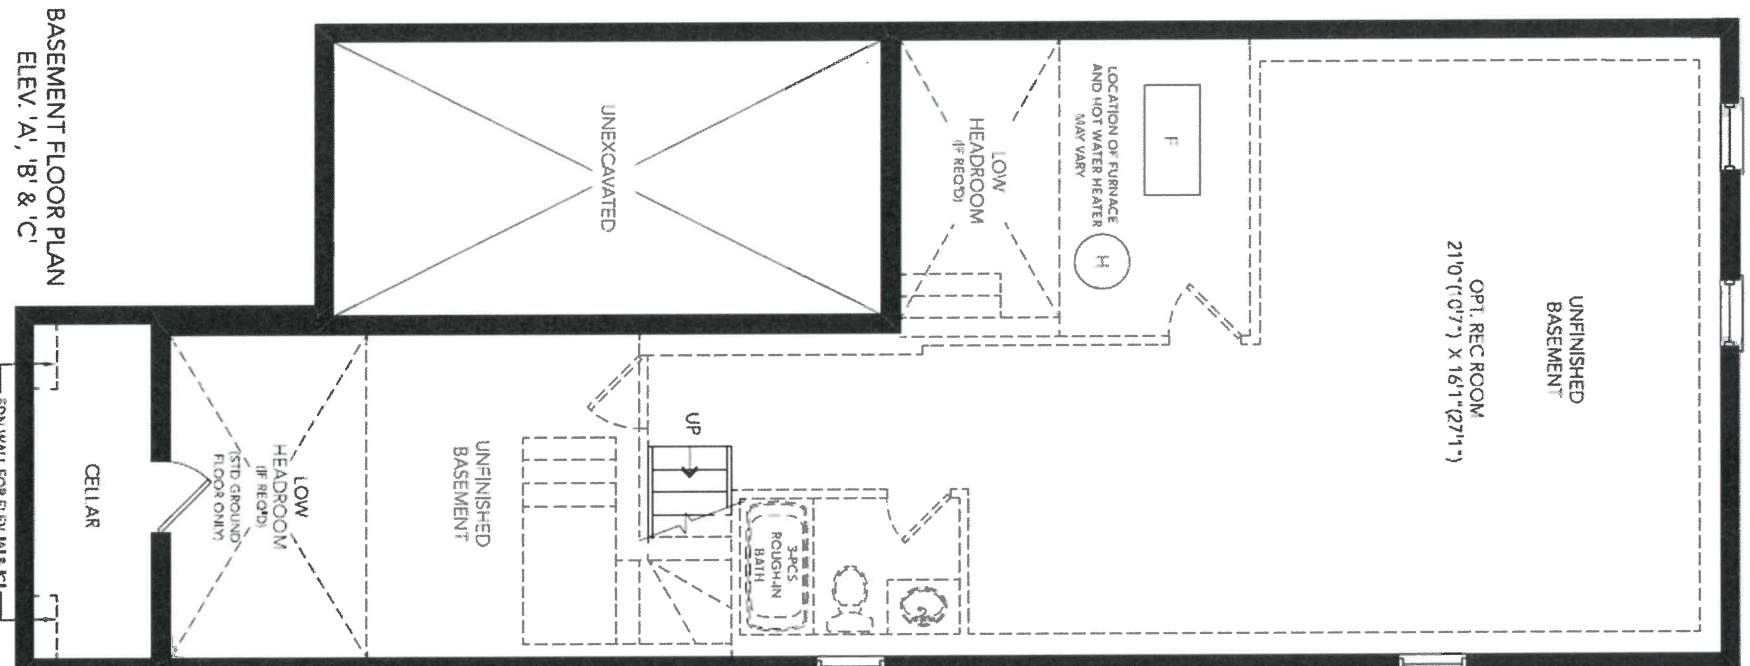 UNFINISHED
BASEMENT
OPT. REC ROOM
21'0"(10'7") X 16'1"(27'1")
F
LOCATION OF FURNACE
AND HOT WATER HEATER
MAY VARY
H
LOW
HEADROOM
(IF REQ'D)
UNEXCAVATED
UP
3-PCS
ROUGH-IN
BATH
UNFINISHED
BASEMENT
LOW
HEADROOM
(IF REQ'D)
(STD GROUND
FLOOR ONLY)
CELLAR
BASEMENT FLOOR PLAN
ELEV. 'A', 'B' & 'C'